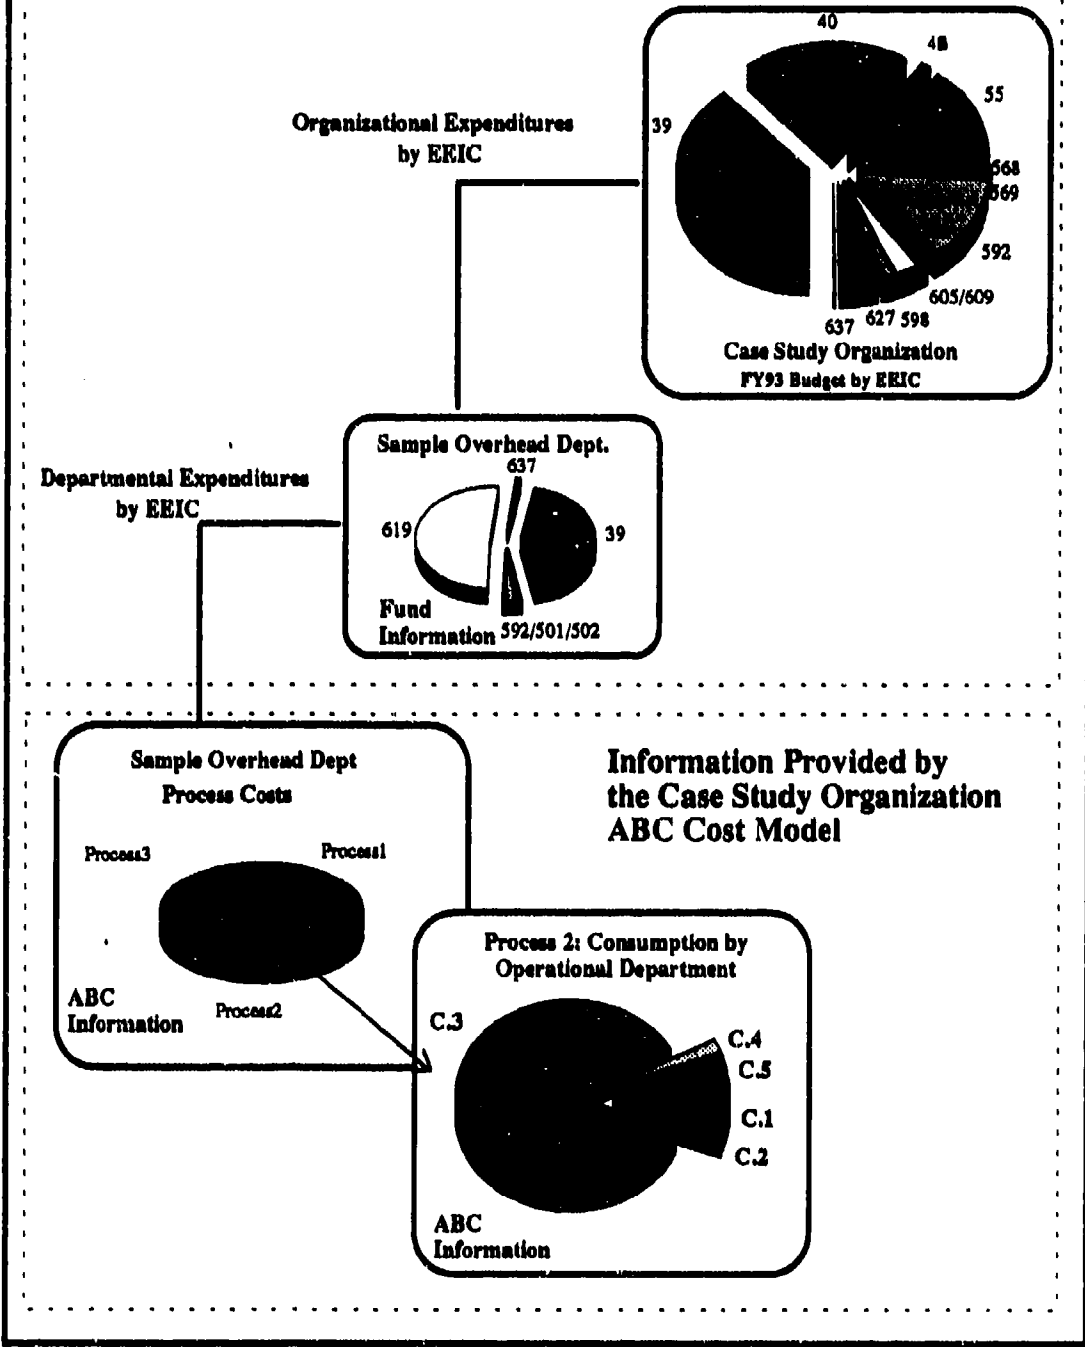 40
48
55
39
568
569
592
605/609
637 627 598
Case Study Organization
FY93 Budget by EEIC
Organizational Expenditures
by EEIC
Sample Overhead Dept.
637
619
39
Fund
Information
592/501/502
Departmental Expenditures
by EEIC
Sample Overhead Dept
Process Costs
Process3
Process1
Process2
ABC
Information
Information Provided by
the Case Study Organization
ABC Cost Model
Process 2: Consumption by
Operational Department
C.3
C.4
C.5
C.1
C.2
ABC
Information